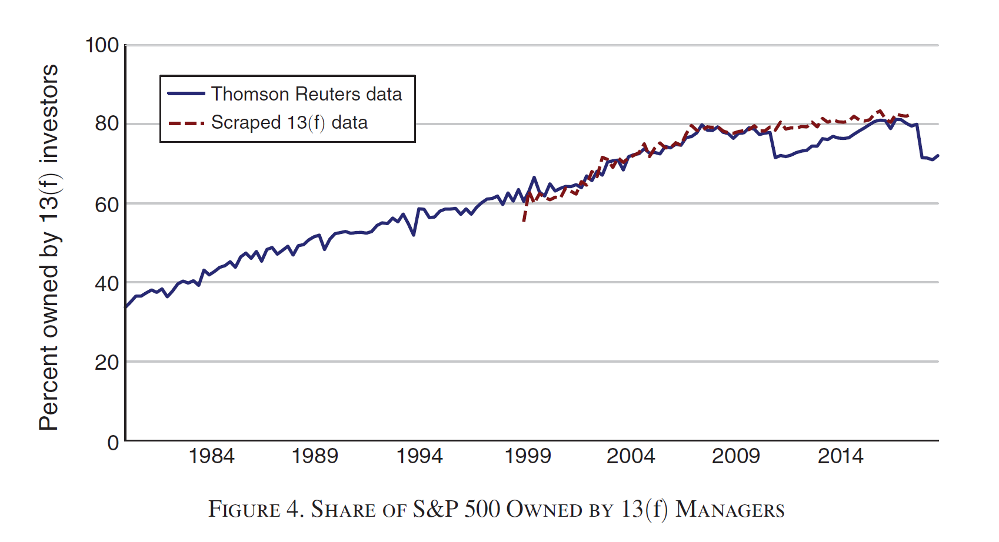 Percent owned by 13(f) investors
100
80
60
40
20
0
Thomson Reuters data
Scraped 13(f) data
1984 1989 1994 1999 2004 2009 2014
Figure 4. Share of S&P 500 Owned by 13(f) Managers